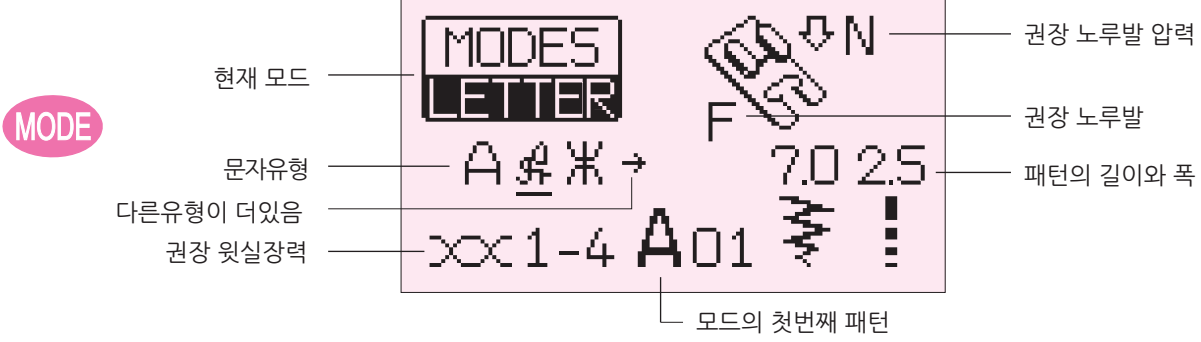 MODE
현재 모드
문자유형
다른유형이 더있음
권장 윗실장력
MODES
LETTER
N
F
A A Ж →
7.0 2.5
1-4 A01
권장 노루발 압력
권장 노루발
패턴의 길이와 폭
모드의 첫번째 패턴